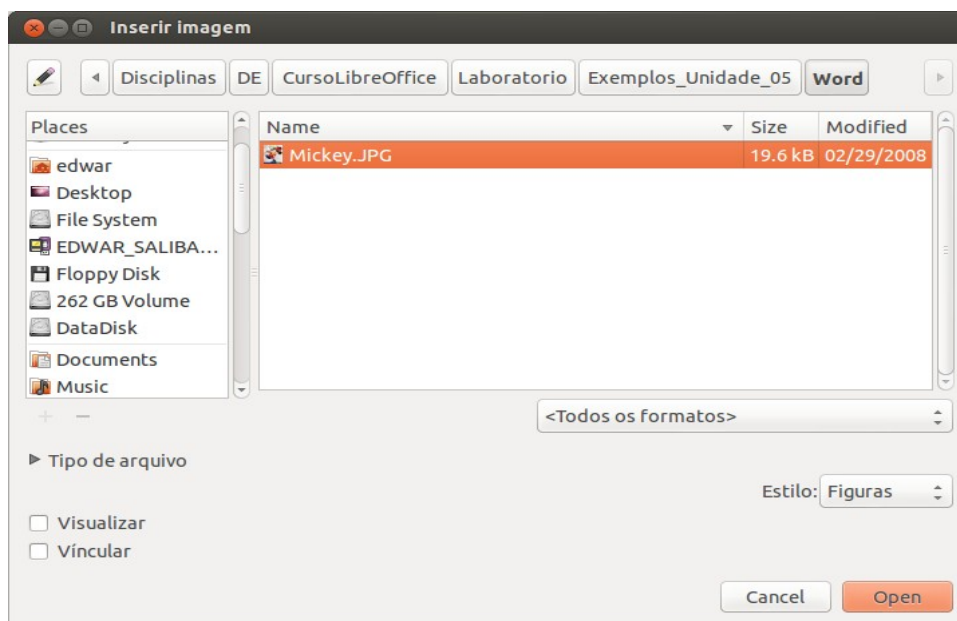 Inserir imagem
Disciplinas DE CursoLibreOffice Laboratorio Exemplos_Unidade_05 Word
Places
edwar
Desktop
File System
EDWAR_SALIBA...
Floppy Disk
262 GB Volume
DataDisk
Documents
Music
Name Size Modified
Mickey.JPG 19.6 kB 02/29/2008
<Todos os formatos>
Tipo de arquivo
Estilo: Figuras
Visualizar
Víncular
Cancel Open